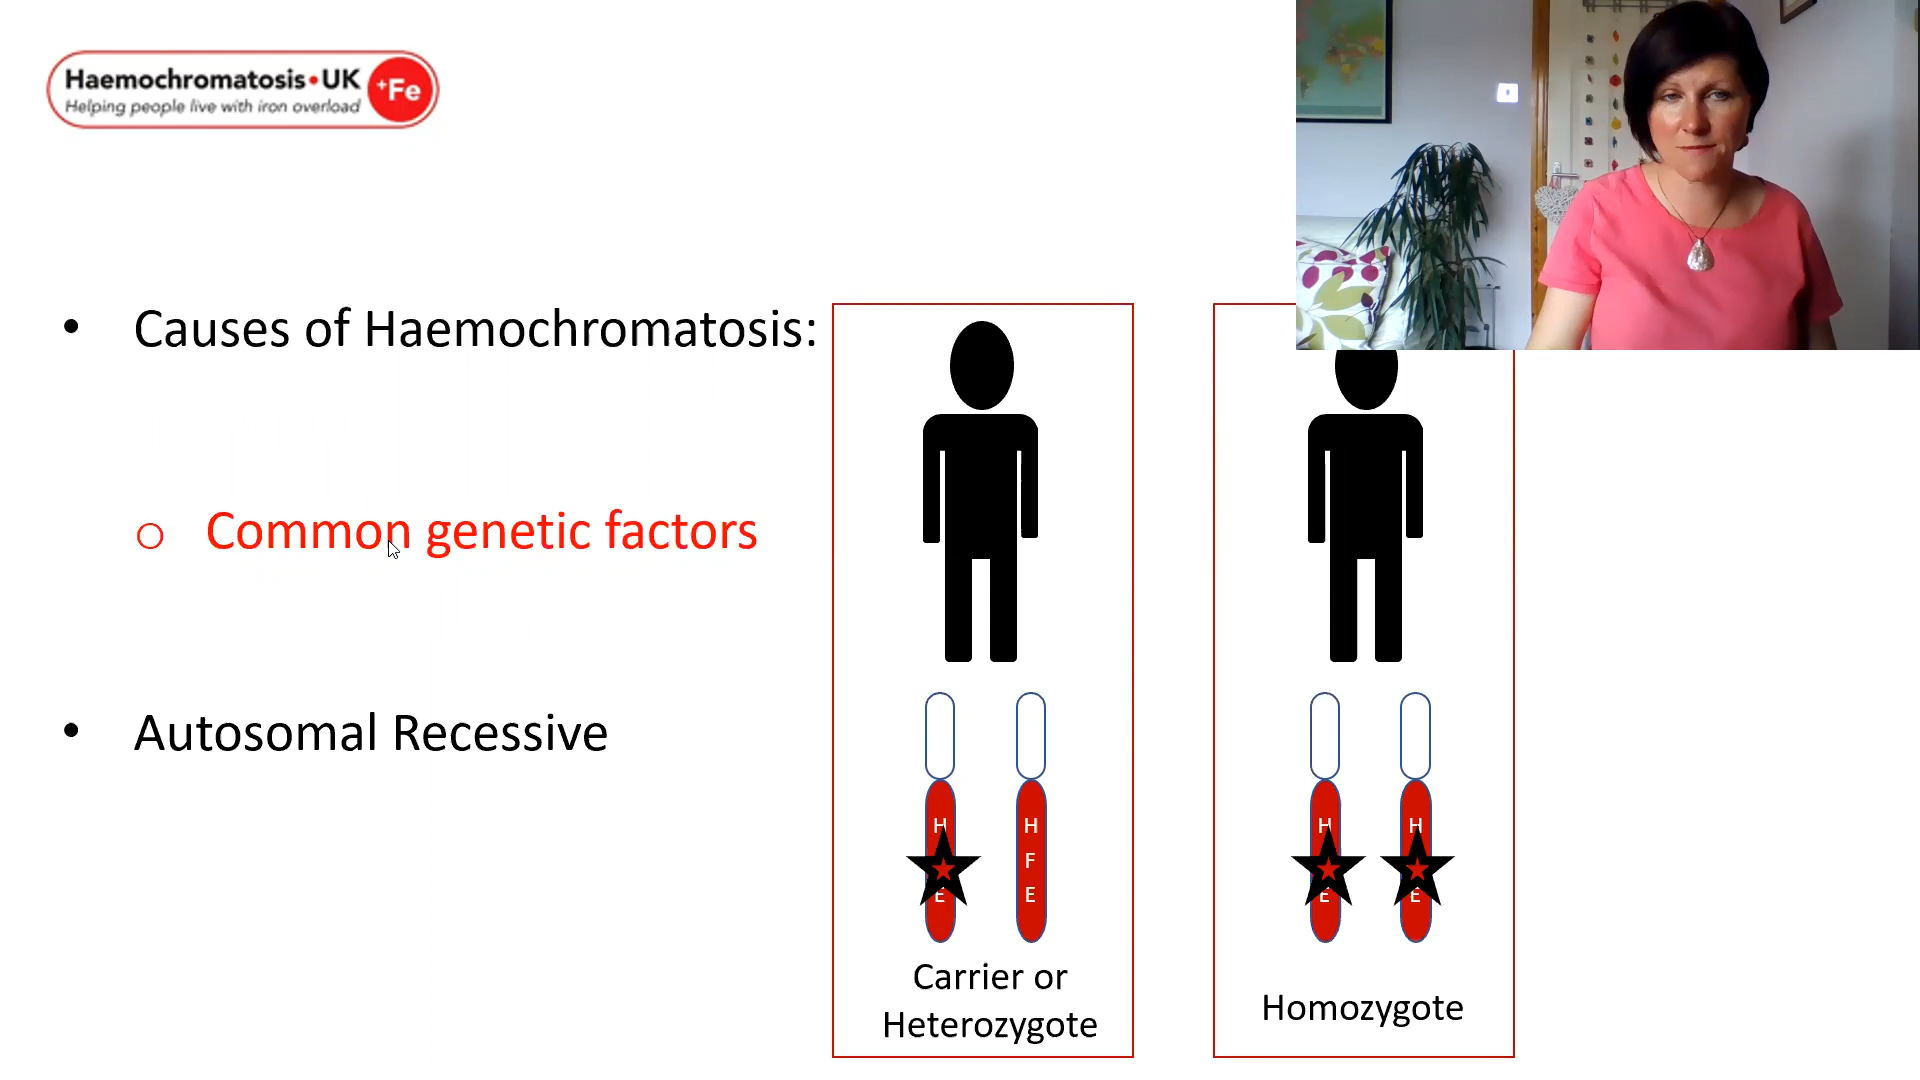 Haemochromatosis•UK
Helping people live with iron overload
+Fe
• Causes of Haemochromatosis:
o Common genetic factors
• Autosomal Recessive
H
E
H
F
E
Carrier or
Heterozygote
H
E
H
E
Homozygote